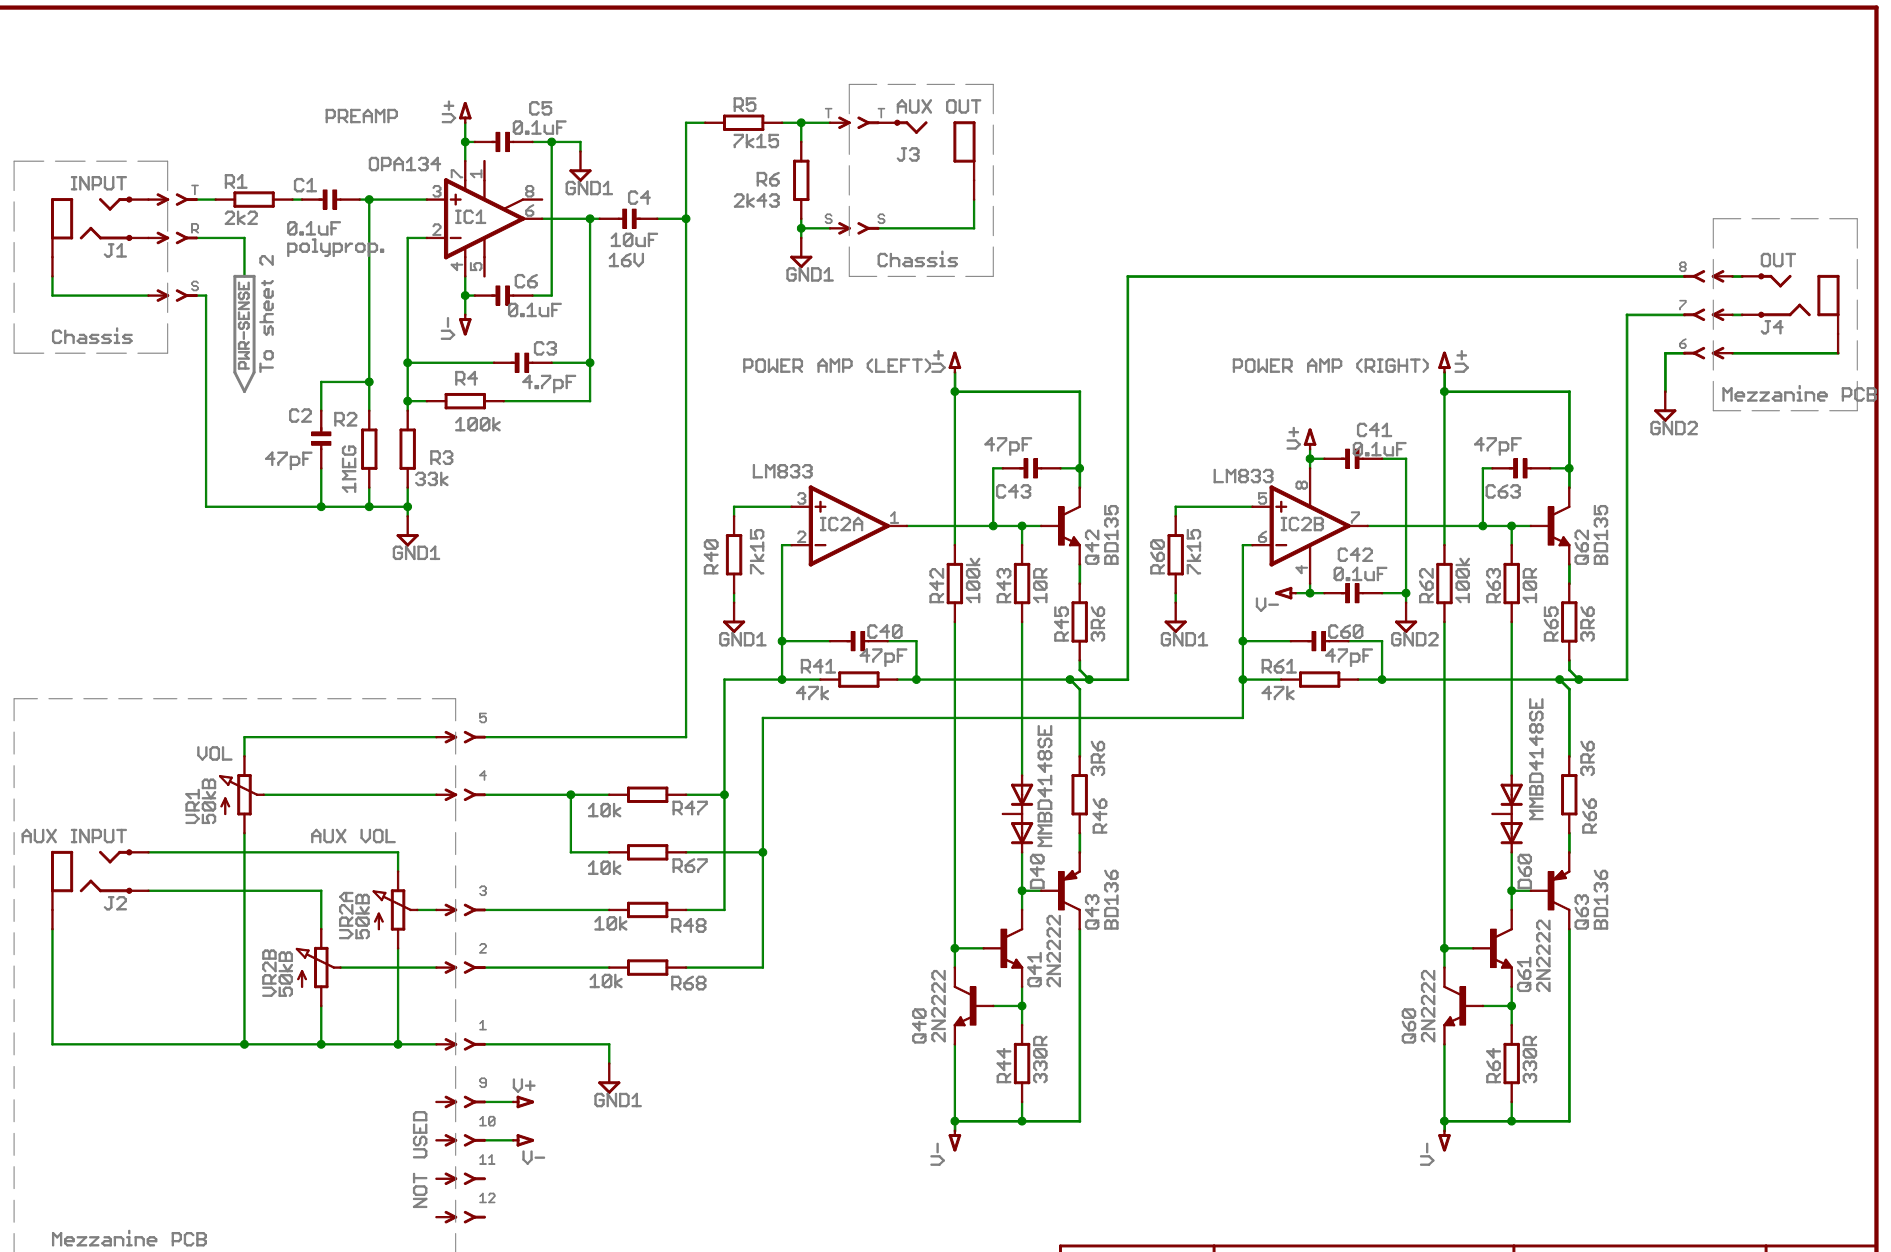 PREAMP
V+
C5
0.1uF
OPA134
7
1
3
8
IC1
6
2
4
5
GND1
C6
0.1uF
V-
INPUT
J1
Chassis
T
R
S
R1
2k2
C1
0.1uF
polyprop.
PWR-SENSE
To sheet 2
C4
10uF
16V
C3
4.7pF
R4
100k
C2
47pF
R2
1MEG
R3
33k
GND1
R5
7k15
R6
2k43
GND1
T
T
AUX OUT
J3
S
S
Chassis
8
7
6
OUT
J4
Mezzanine PCB
GND2
POWER AMP (LEFT)
V+
LM833
3
IC2A
1
2
R40
7k15
GND1
47pF
C43
Q42
BD135
R42
100k
R43
10R
R45
3R6
C40
47pF
R41
47k
MMBD4148SE
D40
3R6
R46
Q43
BD136
Q41
2N2222
Q40
2N2222
R44
330R
V-
POWER AMP (RIGHT)
V+
V+
C41
0.1uF
LM833
8
5
IC2B
7
6
4
C42
0.1uF
V-
GND2
R60
7k15
GND1
47pF
C63
Q62
BD135
R62
100k
R63
10R
R65
3R6
C60
47pF
R61
47k
MMBD4148SE
D60
3R6
R66
Q63
BD136
Q61
2N2222
Q60
2N2222
R64
330R
V-
VOL
VR1
50kB
AUX INPUT
J2
AUX VOL
VR2A
50kB
VR2B
50kB
5
4
3
2
1
10k
R47
10k
R67
10k
R48
10k
R68
GND1
NOT USED
9
V+
10
V-
11
12
Mezzanine PCB